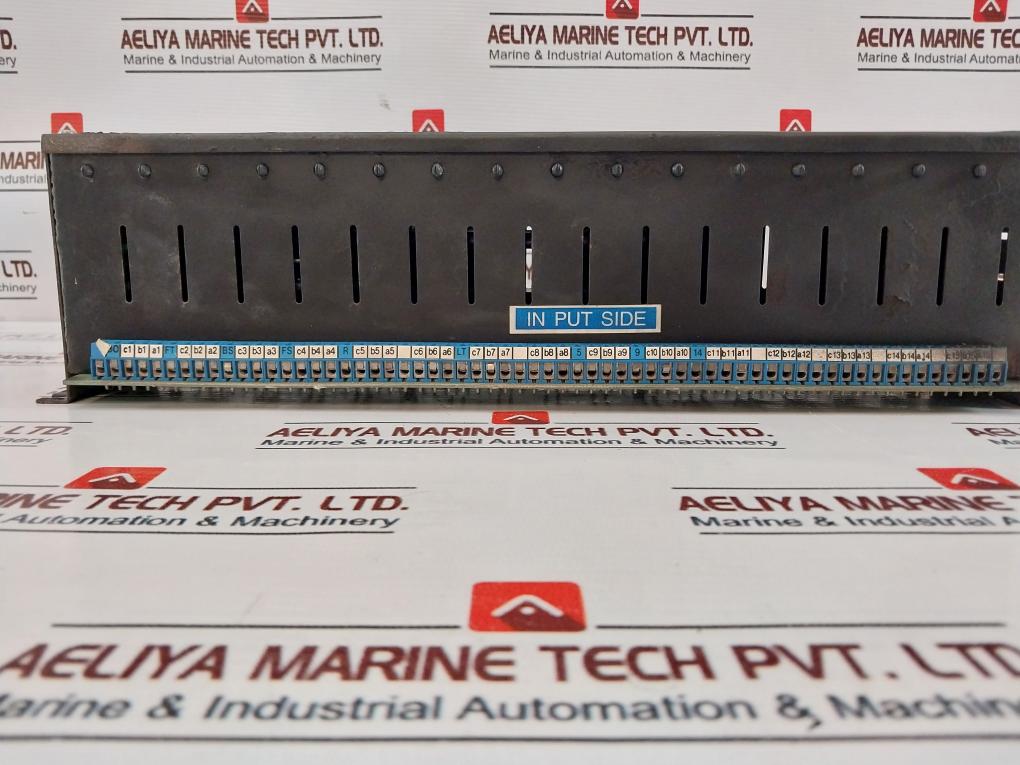 AELIYA MARINE TECH PVT. LTD.
Marine & Industrial Automation & Machinery
AELIYA MARINE TECH PVT. LTD.
Marine & Industrial Automation & Machinery
AELIYA MARINE TEC
Marine & Industrial Automation &
IN PUT SIDE
c1 b1 a1 FT c2 b2 a2 BS c3 b3 a3 FS c4 b4 a4 R c5 b5 a5 c6 b6 a6 LT c7 b7 a7 c8 b8 a8 5 c9 b9 a9 9 c10 b10 a10 14 c11 b11 a11 c12 b12 a12 c13 b13 a13 c14 b14 a14
AELIYA MARINE TECH PVT. LTD.
Marine & Industrial Automation & Machinery
MARINE TECH PVT. LTD.
Automation & Machinery
AELIYA MARINE TECH
Marine & Industrial Autom
AELIYA MARINE TECH PVT. LTD
Marine & Industrial Automation & Machin